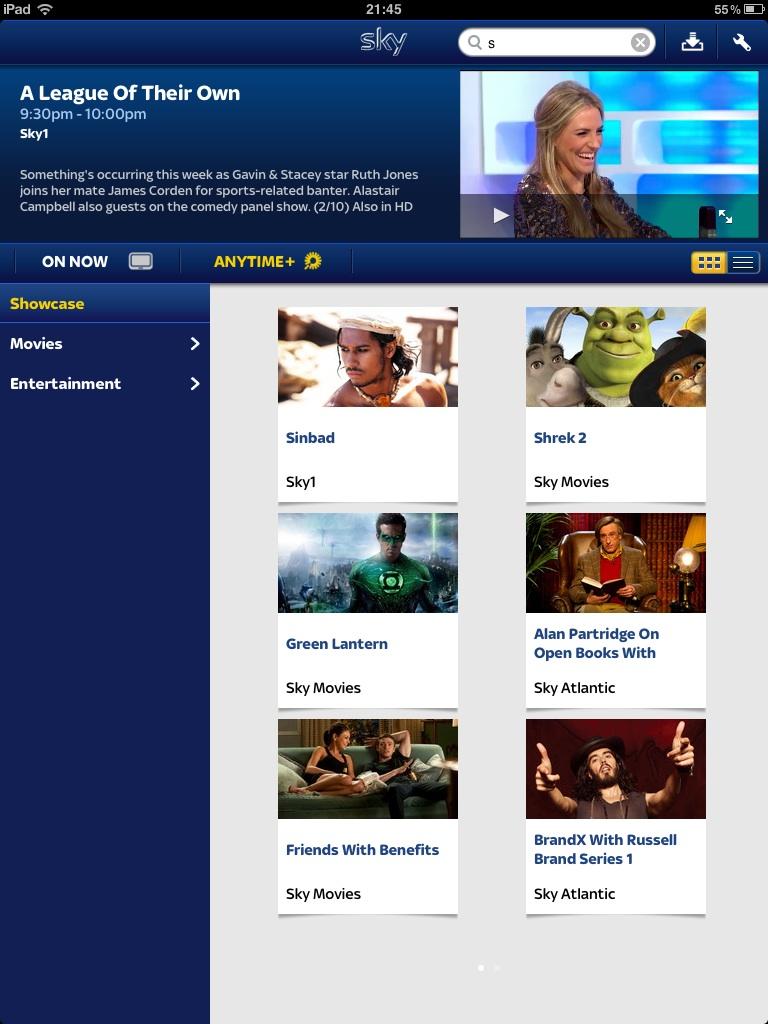 iPad 21:45 55%
sky s
A League Of Their Own
9:30pm - 10:00pm
Sky1
Something's occurring this week as Gavin & Stacey star Ruth Jones
joins her mate James Corden for sports-related banter. Alastair
Campbell also guests on the comedy panel show. (2/10) Also in HD
ON NOW ANYTIME+
Showcase
Movies
Entertainment
Sinbad
Sky1
Shrek 2
Sky Movies
Green Lantern
Sky Movies
Alan Partridge On
Open Books With
Sky Atlantic
Friends With Benefits
Sky Movies
BrandX With Russell
Brand Series 1
Sky Atlantic